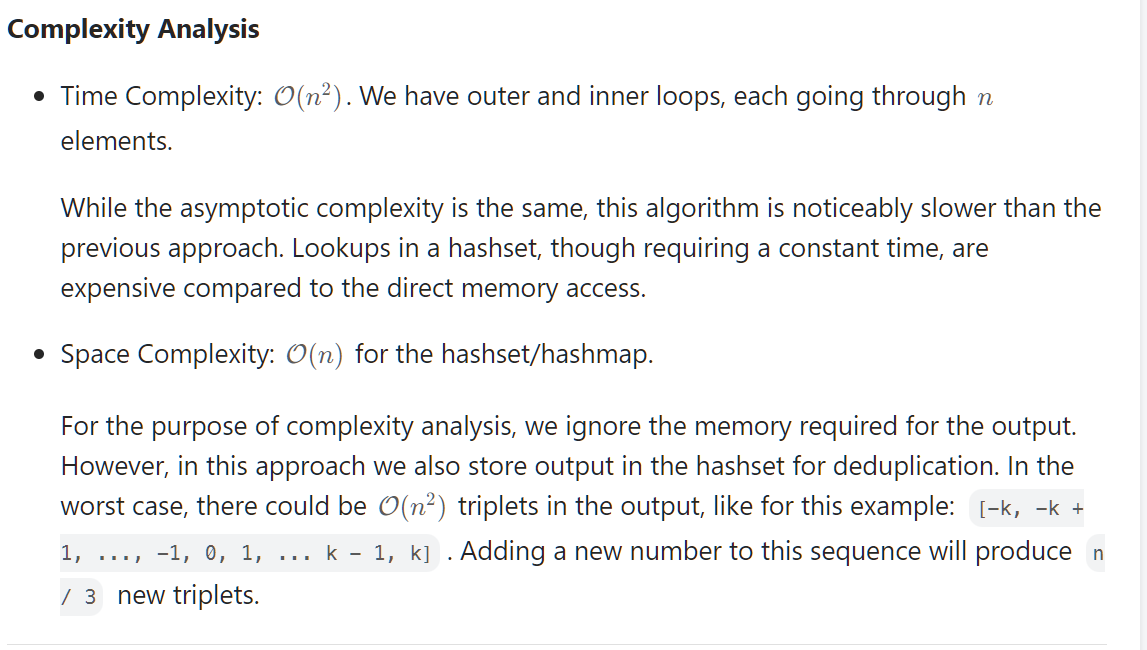 Complexity Analysis
• Time Complexity: O(n²). We have outer and inner loops, each going through n
elements.
While the asymptotic complexity is the same, this algorithm is noticeably slower than the
previous approach. Lookups in a hashset, though requiring a constant time, are
expensive compared to the direct memory access.
• Space Complexity: O(n) for the hashset/hashmap.
For the purpose of complexity analysis, we ignore the memory required for the output.
However, in this approach we also store output in the hashset for deduplication. In the
worst case, there could be O(n²) triplets in the output, like for this example: [-k, -k +
1, ..., -1, 0, 1, ... k - 1, k] . Adding a new number to this sequence will produce n
/ 3 new triplets.